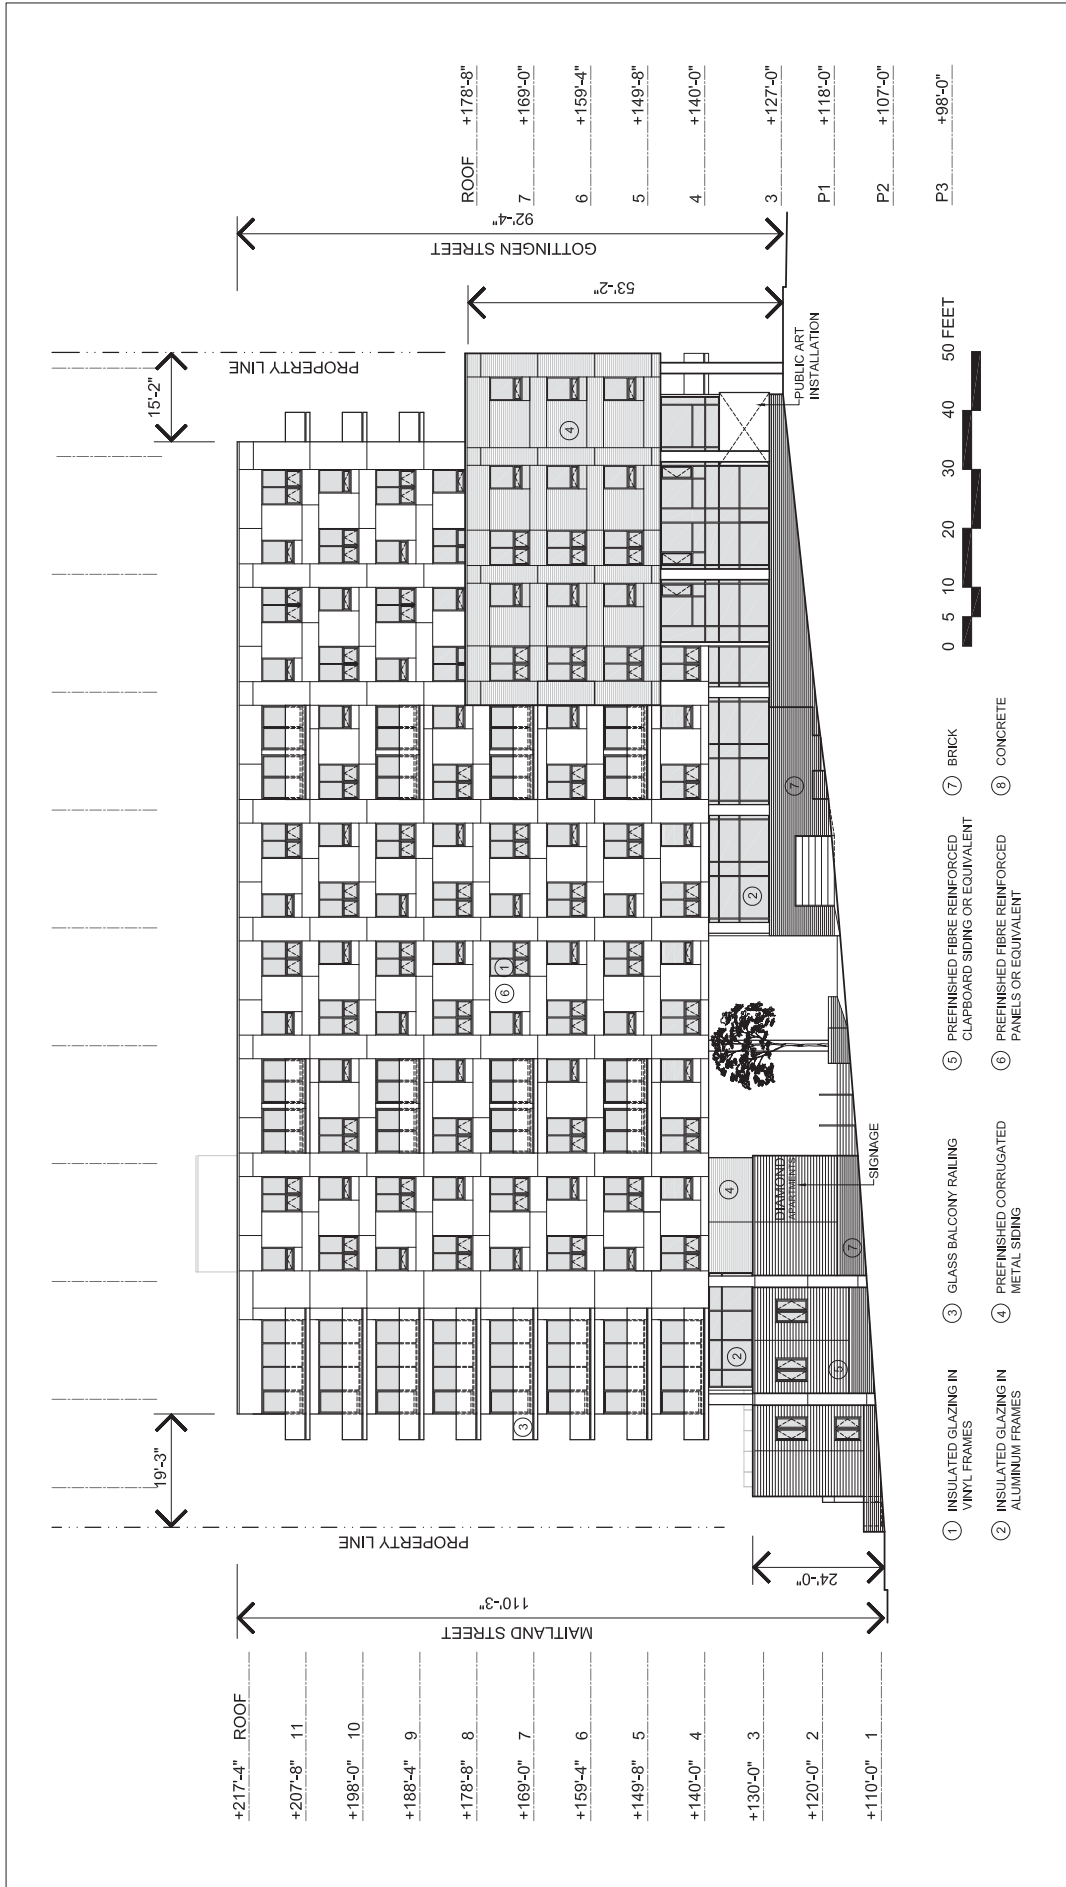 +217'-4" ROOF
+207'-8" 11
+198'-0" 10
+188'-4" 9
+178'-8" 8
+169'-0" 7
+159'-4" 6
+149'-8" 5
+140'-0" 4
+130'-0" 3
+120'-0" 2
+110'-0" 1
MAITLAND STREET
110'-3"
24'-0"
PROPERTY LINE
19'-3"
3
2
5
DIAMOND
APARTMENTS
4
7
SIGNAGE
6
1
2
7
4
PUBLIC ART
INSTALLATION
15'-2"
PROPERTY LINE
53'-2"
GOTTINGEN STREET
92'-4"
ROOF +178'-8"
7 +169'-0"
6 +159'-4"
5 +149'-8"
4 +140'-0"
3 +127'-0"
P1 +118'-0"
P2 +107'-0"
P3 +98'-0"
1 INSULATED GLAZING IN
VINYL FRAMES
2 INSULATED GLAZING IN
ALUMINUM FRAMES
3 GLASS BALCONY RAILING
4 PREFINISHED CORRUGATED
METAL SIDING
5 PREFINISHED FIBRE REINFORCED
CLAPBOARD SIDING OR EQUIVALENT
6 PREFINISHED FIBRE REINFORCED
PANELS OR EQUIVALENT
7 BRICK
8 CONCRETE
0 5 10 20 30 40 50 FEET